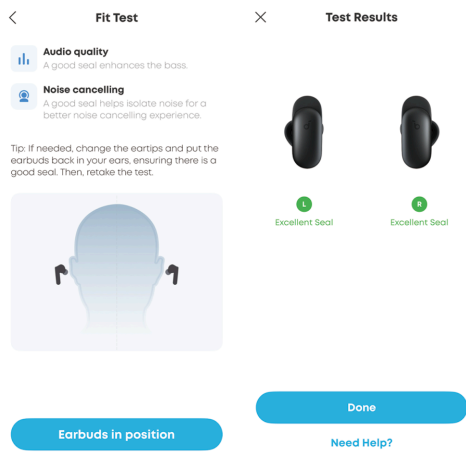 Fit Test
Audio quality
A good seal enhances the bass.
Noise cancelling
A good seal helps isolate noise for a
better noise cancelling experience.
Tip: If needed, change the eartips and put the
earbuds back in your ears, ensuring there is a
good seal. Then, retake the test.
Earbuds in position
Test Results
L
R
Excellent Seal
Excellent Seal
Done
Need Help?